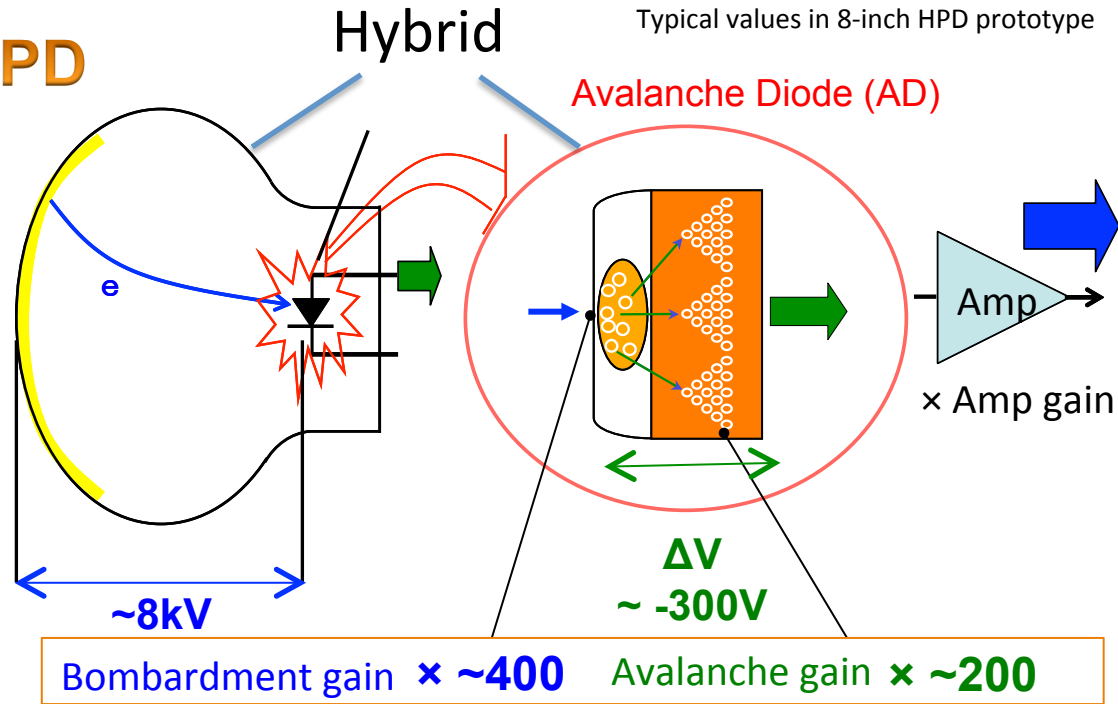 Typical values in 8-inch HPD prototype
PD
Hybrid
Avalanche Diode (AD)
e
Amp
× Amp gain
~8kV
ΔV
~ -300V
Bombardment gain × ~400 Avalanche gain × ~200